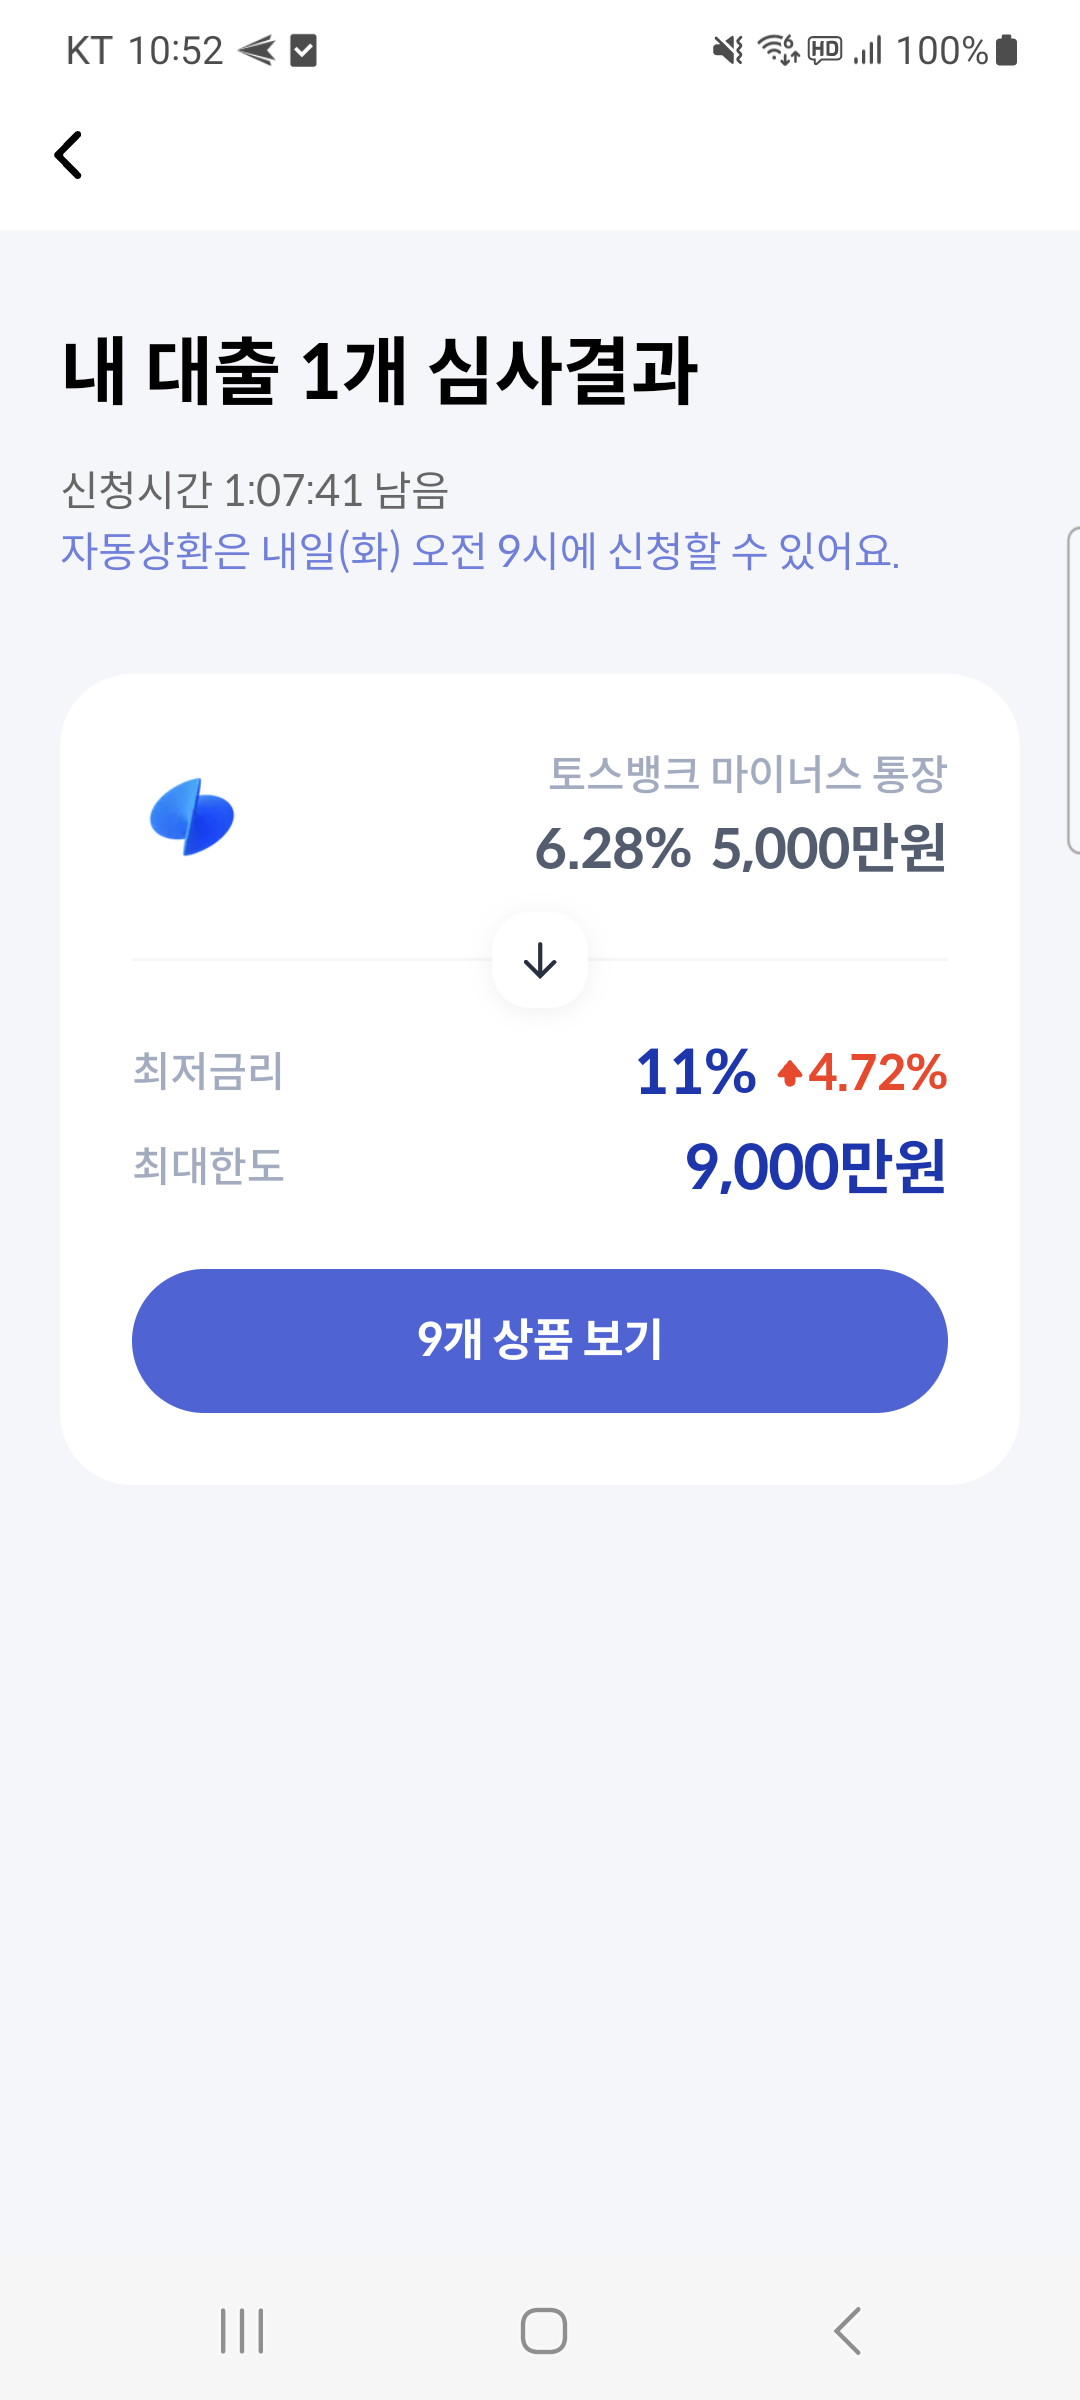 KT 10:52 HD 100%
내 대출 1개 심사결과
신청시간 1:07:41 남음
자동상환은 내일(화) 오전 9시에 신청할 수 있어요.
토스뱅크 마이너스 통장
6.28% 5,000만원
최저금리 11% 4.72%
최대한도 9,000만원
9개 상품 보기